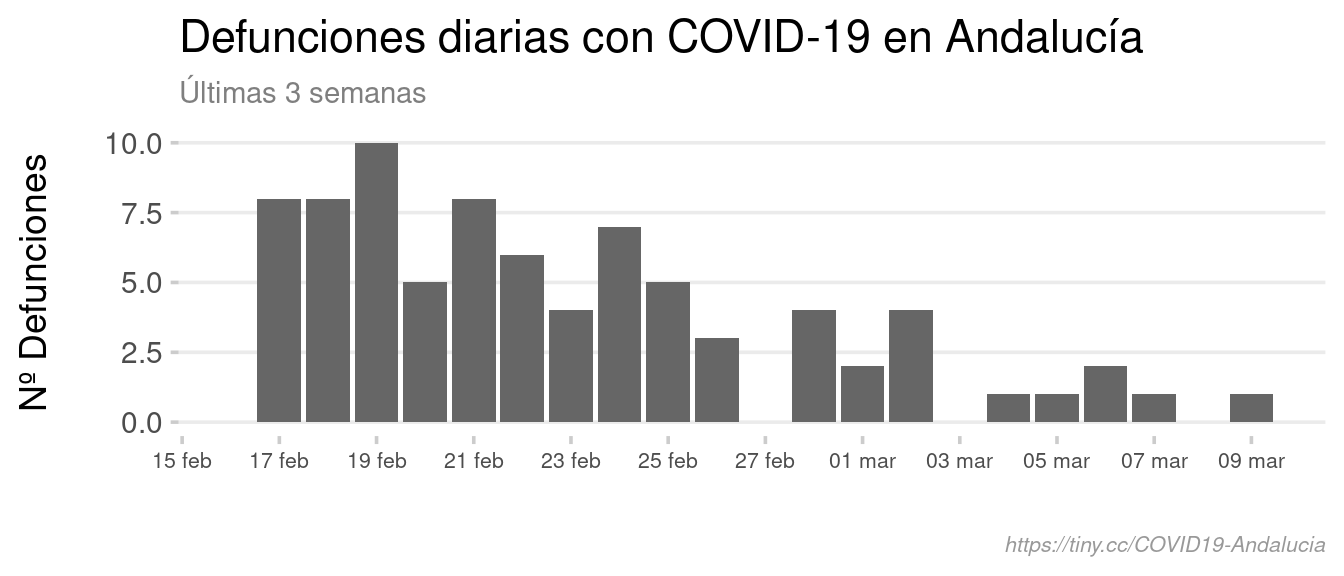 Defunciones diarias con COVID-19 en Andalucía
Últimas 3 semanas
Nº Defunciones
10.0
7.5
5.0
2.5
0.0
15 feb 17 feb 19 feb 21 feb 23 feb 25 feb 27 feb 01 mar 03 mar 05 mar 07 mar 09 mar
https://tiny.cc/COVID19-Andalucia